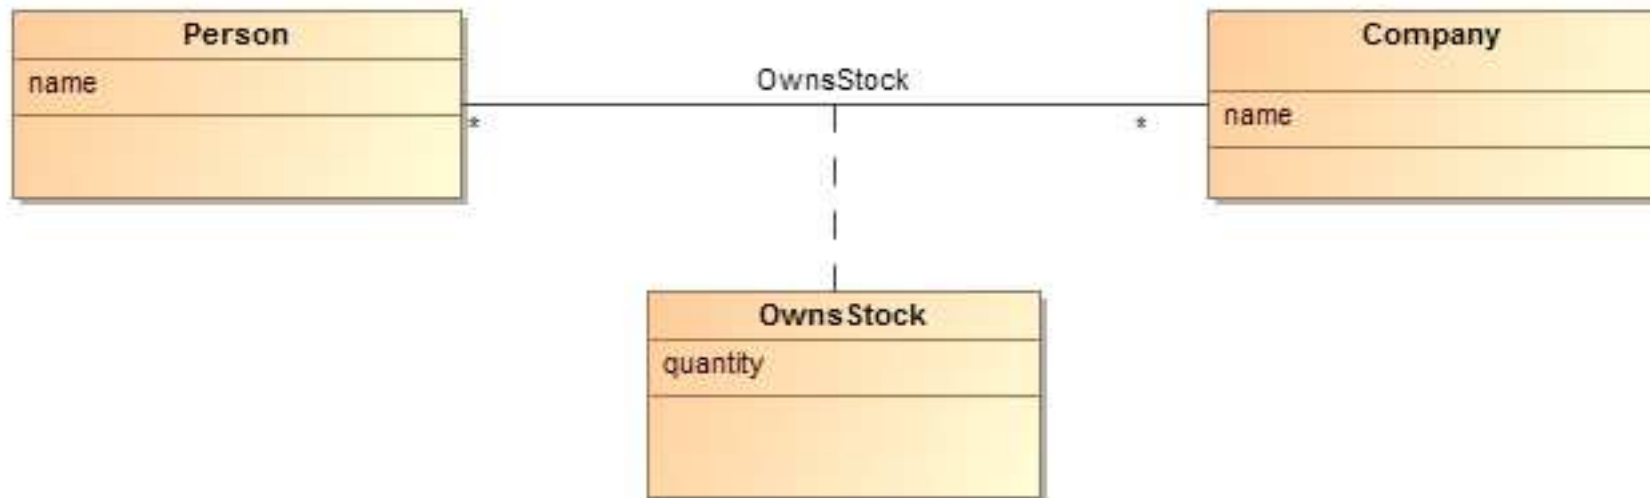 Person
name
*
OwnsStock
*
Company
name
OwnsStock
quantity